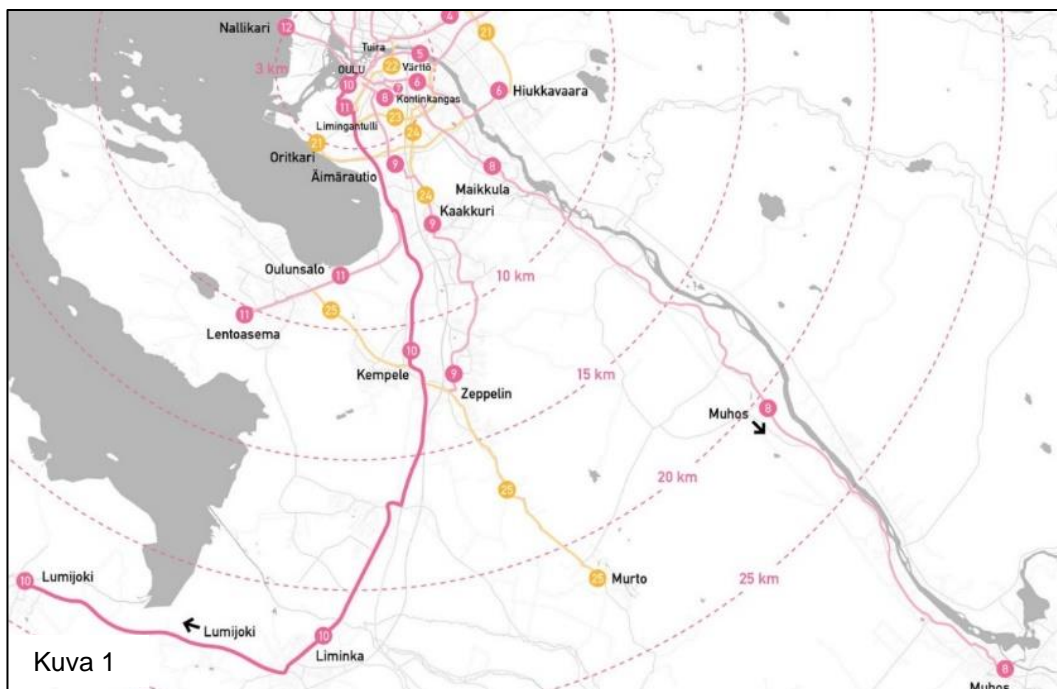 Nallikari
12
4
21
Tuira
5
3 km
22
OULU
Värttö
10
6
7
6
8
Kontinkangas
Hiukkavaara
11
Limingantulli
23
24
21
Oritkari
9
8
Äimärautio
Maikkula
24
Kaakkuri
9
Oulunsalo
11
10 km
11
25
Lentoasema
10
Kempele
9
15 km
Zeppelin
8
Muhos
20 km
25
10
Lumijoki
25
Murto
25 km
Lumijoki
10
Liminka
Kuva 1
8
Muhos